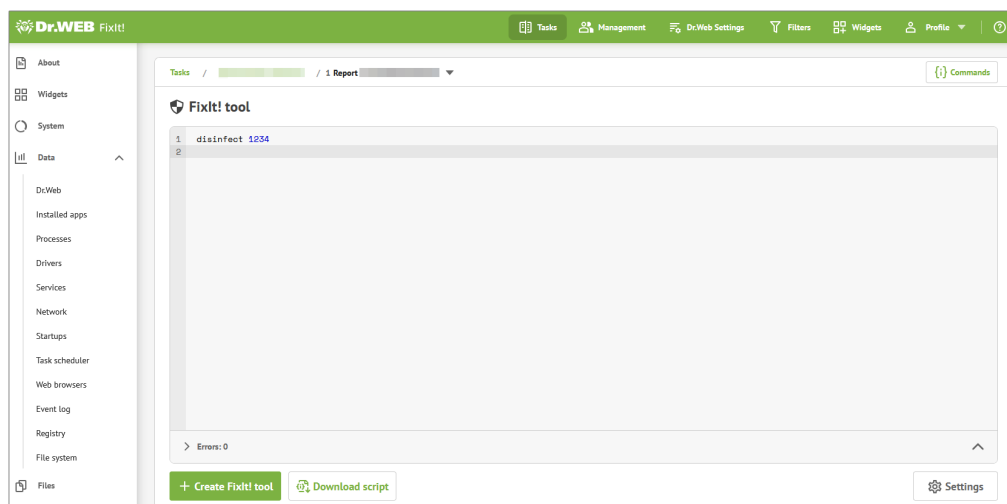 Dr.WEB FixIt!
Tasks
Management
Dr.Web Settings
Filters
Widgets
Profile
About
Widgets
System
Data
Dr.Web
Installed apps
Processes
Drivers
Services
Network
Startups
Task scheduler
Web browsers
Event log
Registry
File system
Files
Tasks / / 1 Report
{i} Commands
FixIt! tool
1 disinfect 1234
2
Errors: 0
+ Create FixIt! tool
Download script
Settings